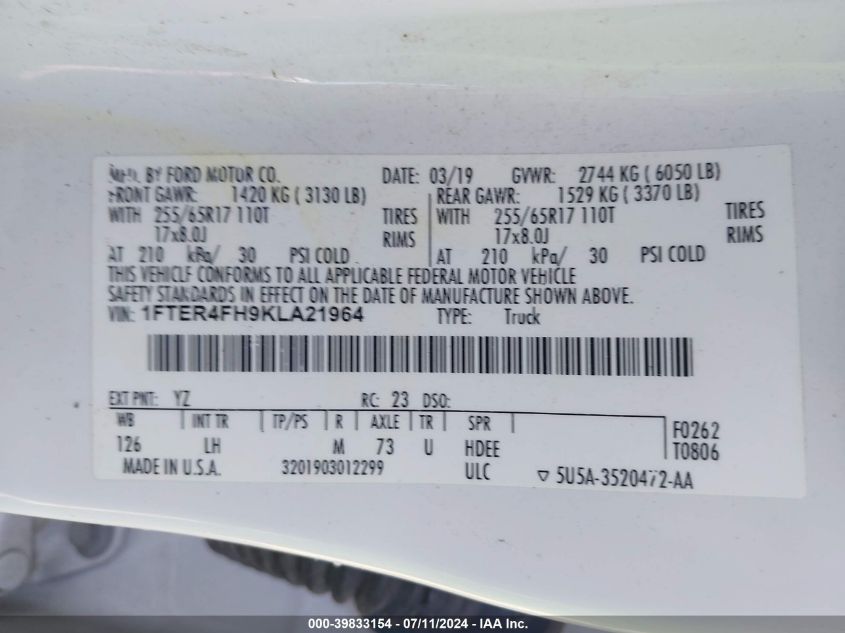 MFD. BY FORD MOTOR CO. DATE: 03/19 GVWR: 2744 KG ( 6050 LB)
FRONT GAWR: 1420 KG ( 3130 LB) REAR GAWR: 1529 KG ( 3370 LB)
WITH 255/65R17 110T TIRES WITH 255/65R17 110T TIRES
17x8.0J RIMS 17x8.0J RIMS
AT 210 kPa/ 30 PSI COLD AT 210 kPa/ 30 PSI COLD
THIS VEHICLE CONFORMS TO ALL APPLICABLE FEDERAL MOTOR VEHICLE
SAFETY STANDARDS IN EFFECT ON THE DATE OF MANUFACTURE SHOWN ABOVE.
VIN: 1FTER4FH9KLA21964 TYPE: Truck
EXT PNT: YZ RC: 23 DSO:
WB INT TR TP/PS R AXLE TR SPR F0262
126 LH M 73 U HDEE T0806
MADE IN U.S.A. 3201903012299 ULC ▽ 5U5A-3520472-AA
000-39833154 - 07/11/2024 - IAAI.com